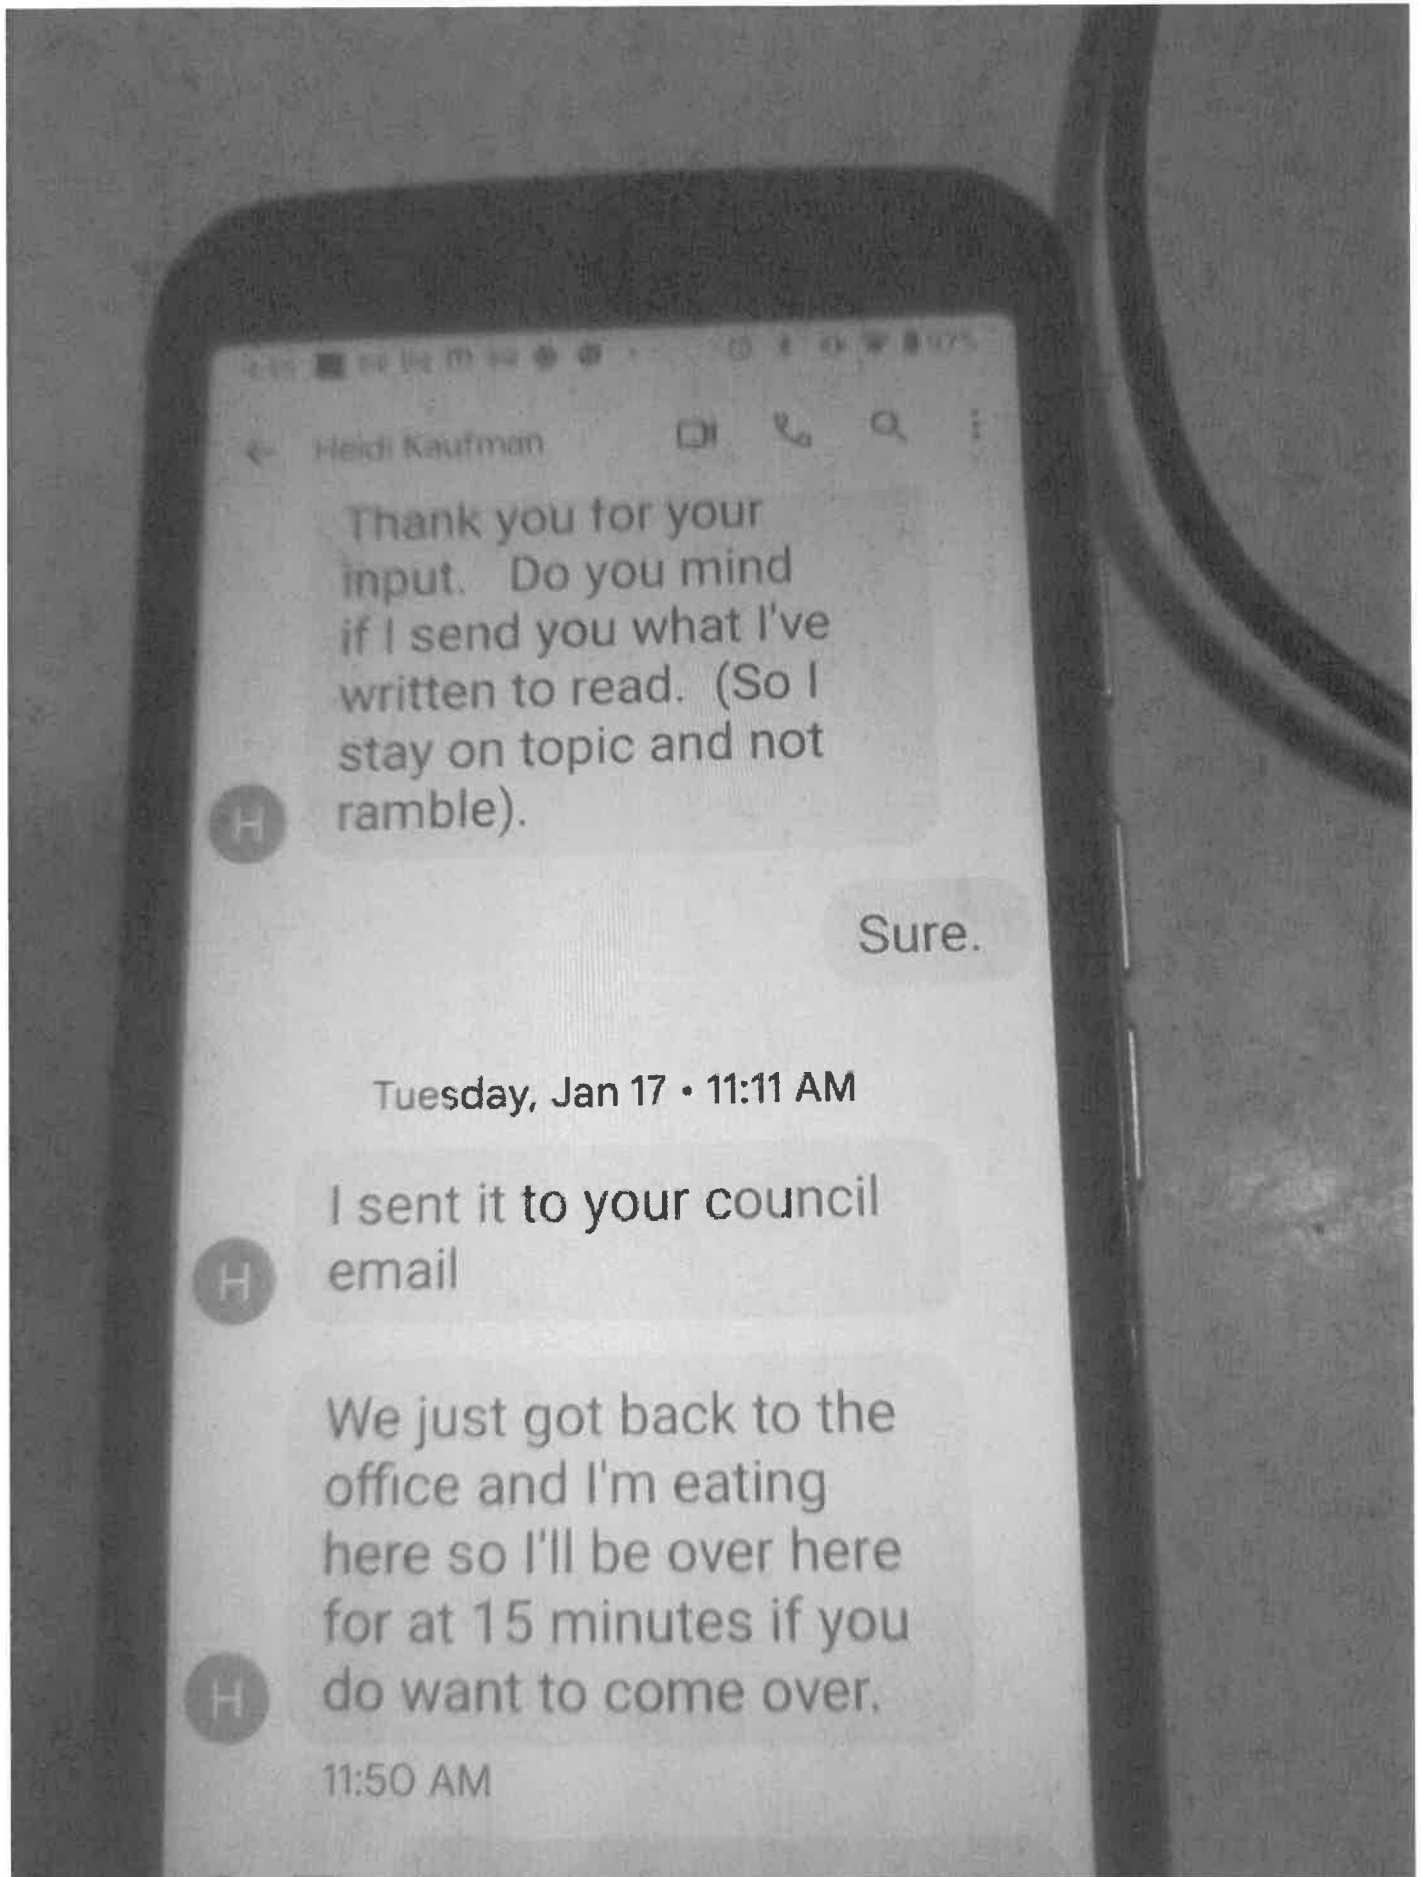 97%
Heidi Kaufman
Thank you for your
input.   Do you mind
if I send you what I've
written to read.  (So I
stay on topic and not
ramble).
H
Sure.
Tuesday, Jan 17 • 11:11 AM
I sent it to your council
email
H
We just got back to the
office and I'm eating
here so I'll be over here
for at 15 minutes if you
do want to come over.
H
11:50 AM